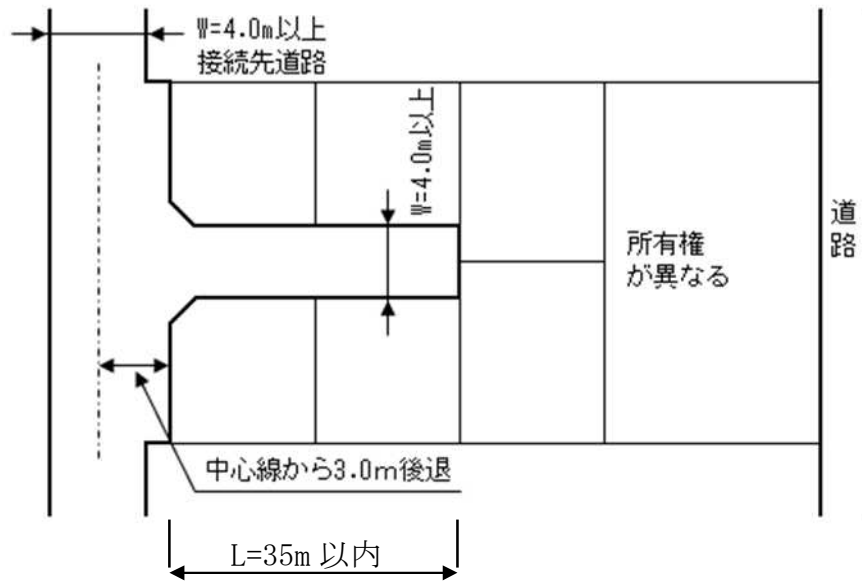 W=4.0m以上
接続先道路
W=4.0m以上
道路
所有権
が異なる
中心線から3.0m後退
L=35m 以内